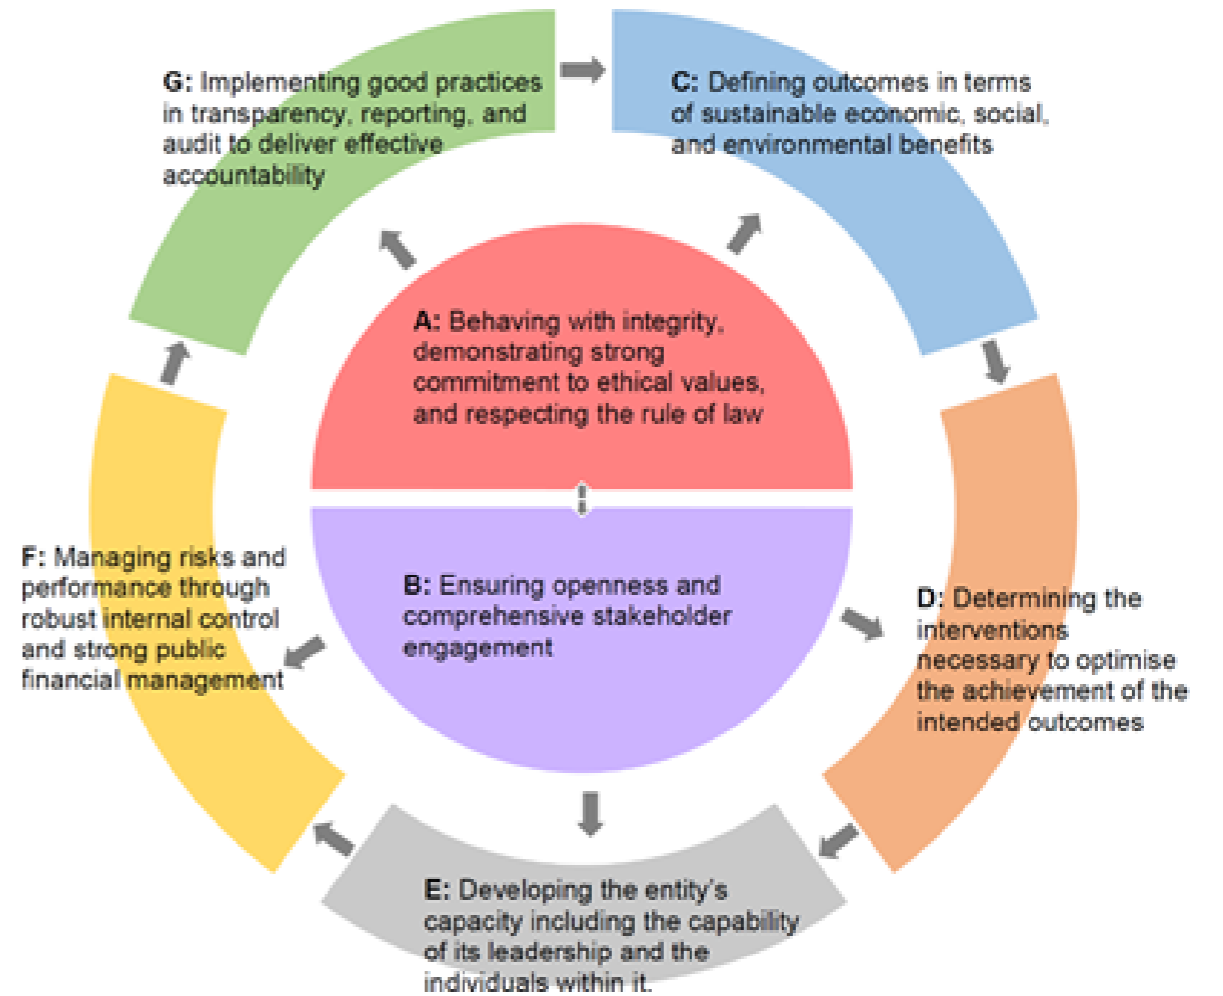 G: Implementing good practices
in transparency, reporting, and
audit to deliver effective
accountability
C: Defining outcomes in terms
of sustainable economic, social,
and environmental benefits
A: Behaving with integrity,
demonstrating strong
commitment to ethical values,
and respecting the rule of law
B: Ensuring openness and
comprehensive stakeholder
engagement
F: Managing risks and
performance through
robust internal control
and strong public
financial management
D: Determining the
interventions
necessary to optimise
the achievement of the
intended outcomes
E: Developing the entity's
capacity including the capability
of its leadership and the
individuals within it.